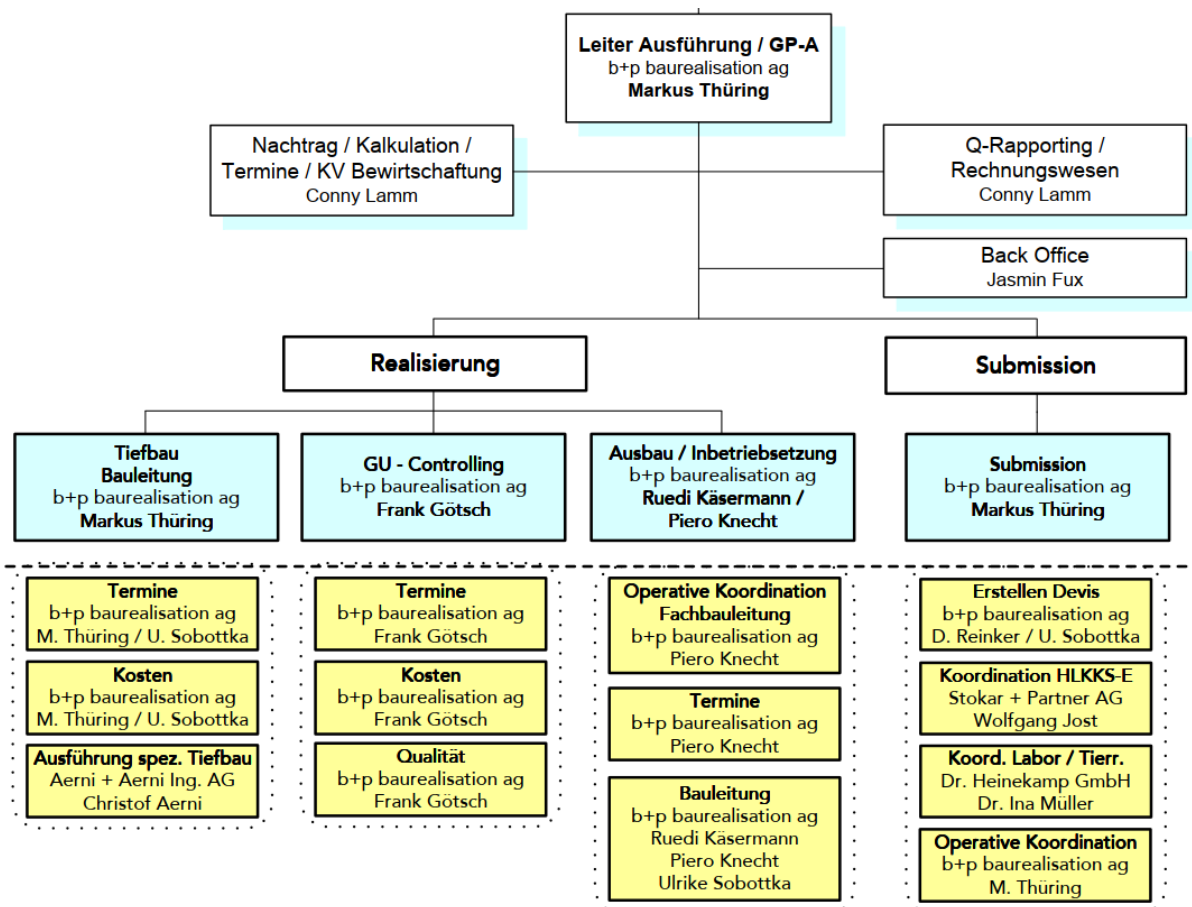 Leiter Ausführung / GP-A
b+p baurealisation ag
Markus Thüring
Nachtrag / Kalkulation /
Termine / KV Bewirtschaftung
Conny Lamm
Q-Rapporting /
Rechnungswesen
Conny Lamm
Back Office
Jasmin Fux
Realisierung
Submission
Tiefbau
Bauleitung
b+p baurealisation ag
Markus Thüring
GU - Controlling
b+p baurealisation ag
Frank Götsch
Ausbau / Inbetriebsetzung
b+p baurealisation ag
Ruedi Käsermann /
Piero Knecht
Submission
b+p baurealisation ag
Markus Thüring
Termine
b+p baurealisation ag
M. Thüring / U. Sobottka
Kosten
b+p baurealisation ag
M. Thüring / U. Sobottka
Ausführung spez. Tiefbau
Aerni + Aerni Ing. AG
Christof Aerni
Termine
b+p baurealisation ag
Frank Götsch
Kosten
b+p baurealisation ag
Frank Götsch
Qualität
b+p baurealisation ag
Frank Götsch
Operative Koordination
Fachbauleitung
b+p baurealisation ag
Piero Knecht
Termine
b+p baurealisation ag
Piero Knecht
Bauleitung
b+p baurealisation ag
Ruedi Käsermann
Piero Knecht
Ulrike Sobottka
Erstellen Devis
b+p baurealisation ag
D. Reinker / U. Sobottka
Koordination HLKKS-E
Stokar + Partner AG
Wolfgang Jost
Koord. Labor / Tierr.
Dr. Heinekamp GmbH
Dr. Ina Müller
Operative Koordination
b+p baurealisation ag
M. Thüring